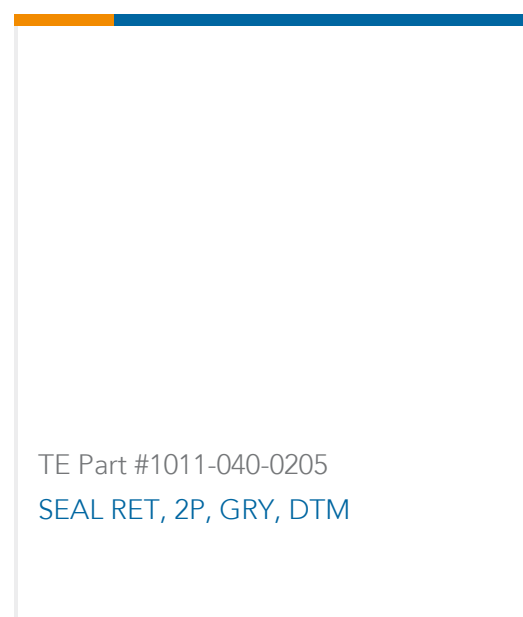 TE Part #1011-040-0205
SEAL RET, 2P, GRY, DTM